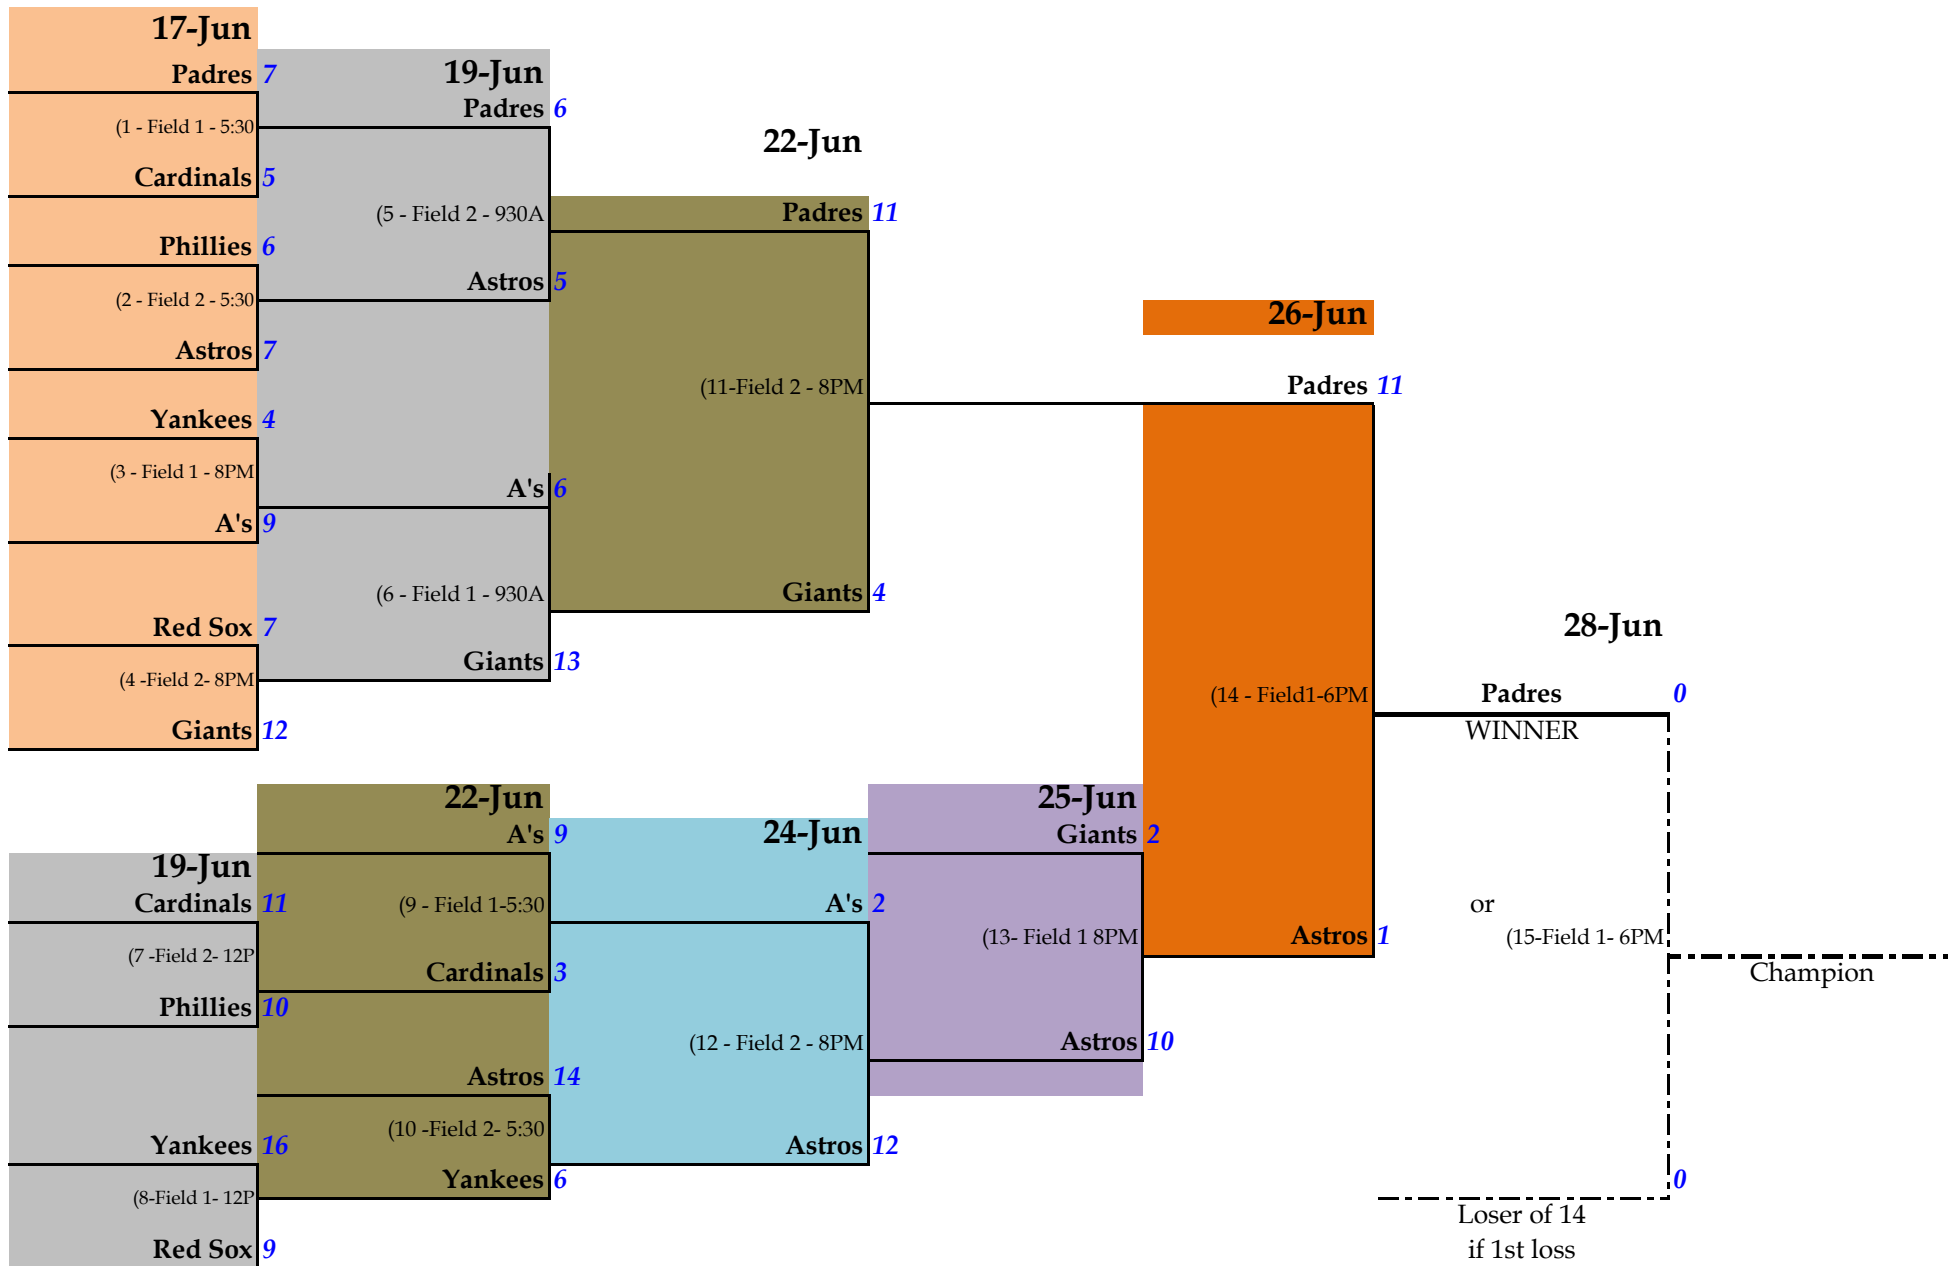 17-Jun
Padres 7
19-Jun
Padres 6
(1 - Field 1 - 5:30
22-Jun
Cardinals 5
(5 - Field 2 - 930A
Padres 11
Phillies 6
Astros 5
(2 - Field 2 - 5:30
26-Jun
Astros 7
(11-Field 2 - 8PM
Padres 11
Yankees 4
(3 - Field 1 - 8PM
A's 6
A's 9
(6 - Field 1 - 930A
Giants 4
Red Sox 7
28-Jun
Giants 13
(4 -Field 2- 8PM
(14 - Field1-6PM
Padres 0
Giants 12
WINNER
22-Jun
25-Jun
A's 9
24-Jun
Giants 2
19-Jun
Cardinals 11
(9 - Field 1-5:30
A's 2
or
(13- Field 1 8PM
Astros 1
(15-Field 1- 6PM
(7 -Field 2- 12P
Cardinals 3
Champion
Phillies 10
(12 - Field 2 - 8PM
Astros 10
Astros 14
(10 -Field 2- 5:30
Yankees 16
Astros 12
Yankees 6
0
(8-Field 1- 12P
Loser of 14
Red Sox 9
if 1st loss